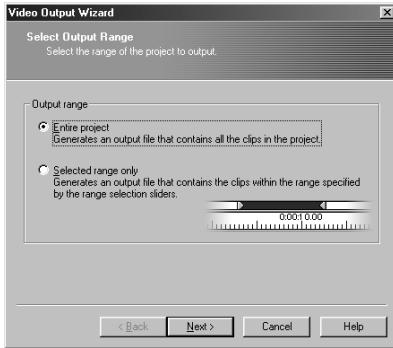 Video Output Wizard
Select Output Range
Select the range of the project to output.
Output range
Entire project
Generates an output file that contains all the clips in the project.
Selected range only
Generates an output file that contains the clips within the range specified
by the range selection sliders.
0:00:10.00
< Back
Next >
Cancel
Help